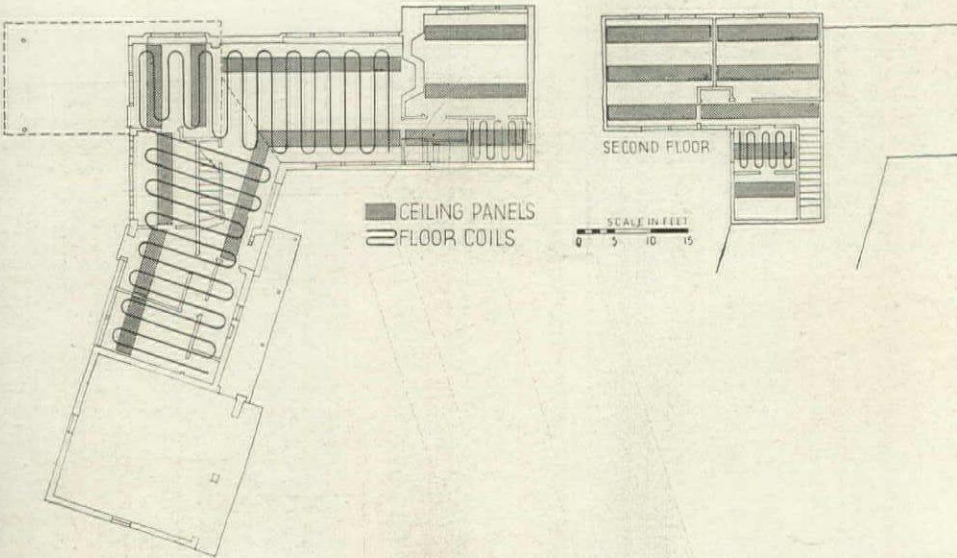 SECOND FLOOR
CEILING PANELS
FLOOR COILS
SCALE IN FEET
0 5 10 15